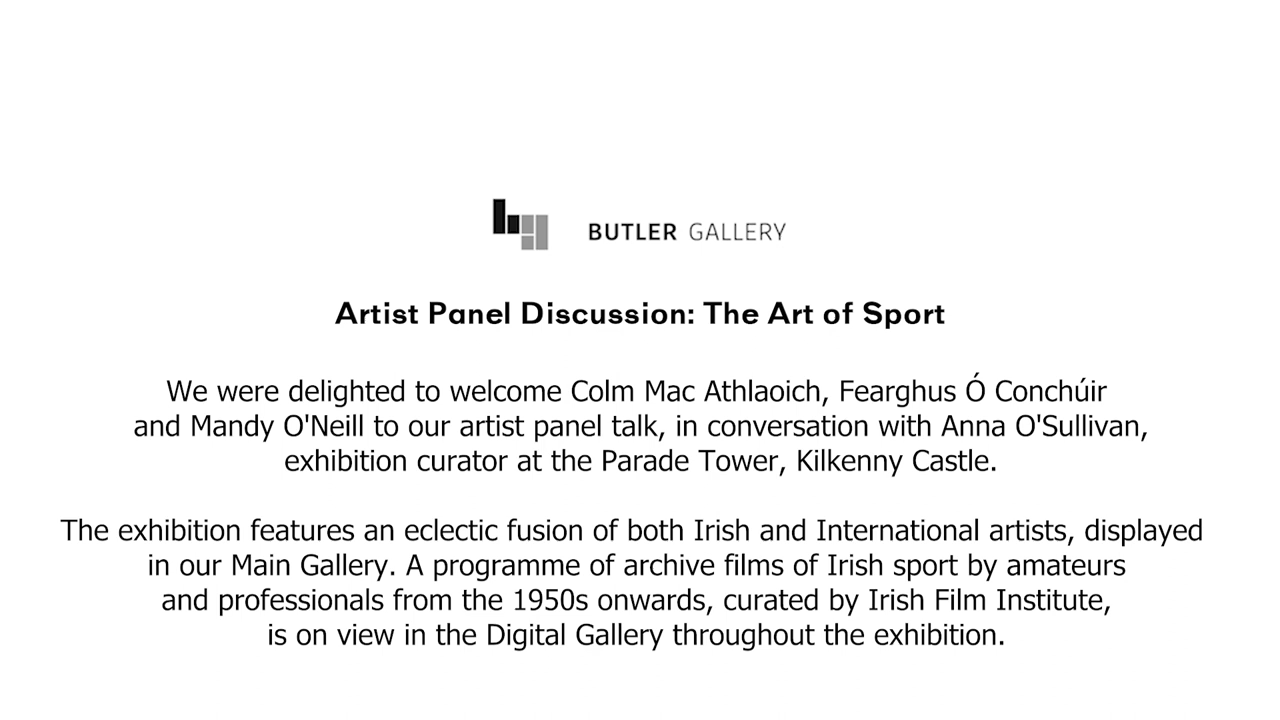 BUTLER GALLERY
Artist Panel Discussion: The Art of Sport
We were delighted to welcome Colm Mac Athlaoich, Fearghus Ó Conchúir
and Mandy O'Neill to our artist panel talk, in conversation with Anna O'Sullivan,
exhibition curator at the Parade Tower, Kilkenny Castle.
The exhibition features an eclectic fusion of both Irish and International artists, displayed
in our Main Gallery. A programme of archive films of Irish sport by amateurs
and professionals from the 1950s onwards, curated by Irish Film Institute,
is on view in the Digital Gallery throughout the exhibition.